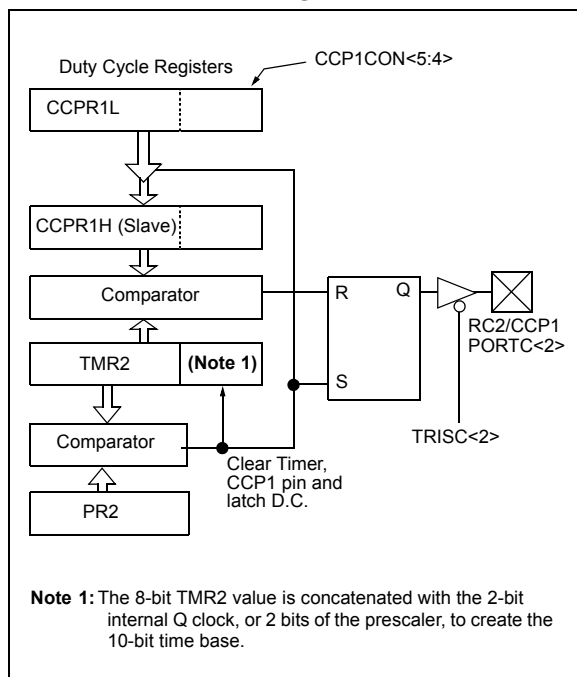 Duty Cycle Registers
CCP1CON<5:4>
CCPR1L
CCPR1H (Slave)
Comparator
R
Q
RC2/CCP1
PORTC<2>
TMR2
(Note 1)
S
TRISC<2>
Comparator
Clear Timer,
CCP1 pin and
latch D.C.
PR2
Note 1: The 8-bit TMR2 value is concatenated with the 2-bit
internal Q clock, or 2 bits of the prescaler, to create the
10-bit time base.